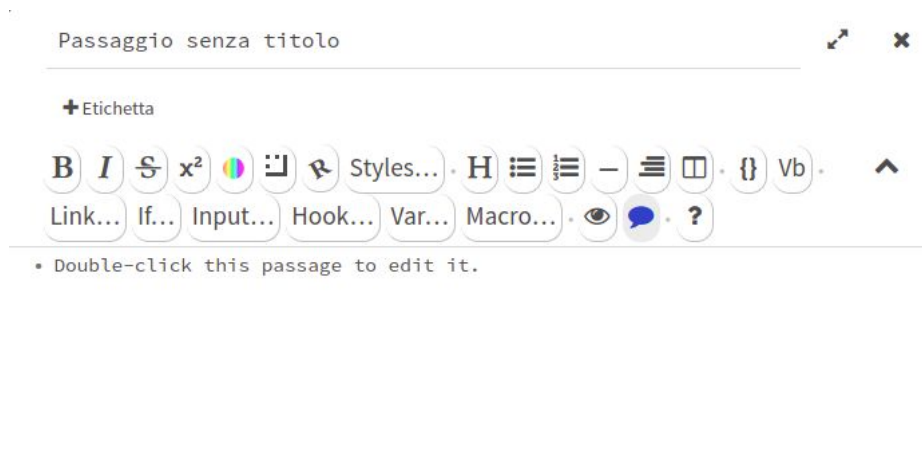 Passaggio senza titolo
Etichetta
B I S x² R Styles... H – {} Vb
Link... If... Input... Hook... Var... Macro... ?
• Double-click this passage to edit it.